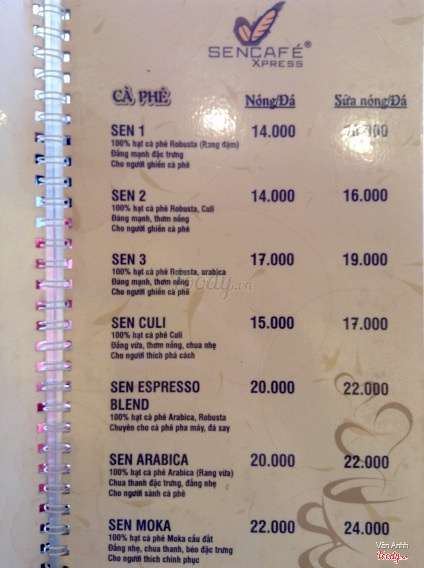 SENCAFÉ®
XPRESS
CÀ PHÊ Nóng/Đá Sữa nóng/Đá
SEN 1 14.000
100% hạt cà phê Robusta (Rang đậm)
Đắng mạnh đặc trưng
Cho người ghiền cà phê
SEN 2 14.000 16.000
100% hạt cà phê Robusta, Culi
Đáng mạnh, thơm nồng
Cho người ghiền cà phê
SEN 3 17.000 19.000
100% hạt cà phê Robusta, arabica
Đáng mạnh, thơm nồng
Cho người ghiền cà phê
SEN CULI 15.000 17.000
100% hạt cà phê Culi
Đắng vừa, thơm nồng, chua nhẹ
Cho người thích phá cách
SEN ESPRESSO 20.000 22.000
BLEND
100% hạt cà phê Arabica, Robusta
Chuyên cho cà phê pha máy, đá xay
SEN ARABICA 20.000 22.000
100% hạt cà phê Arabica (Rang vừa)
Chua thanh đặc trưng, đắng nhẹ
Cho người sành cà phê
SEN MOKA 22.000 24.000
100% hạt cà phê Moka cầu đất
Đắng nhẹ, chua thanh, béo đặc trưng
Cho người thích chinh phục
Vân Anhh
foody.vn